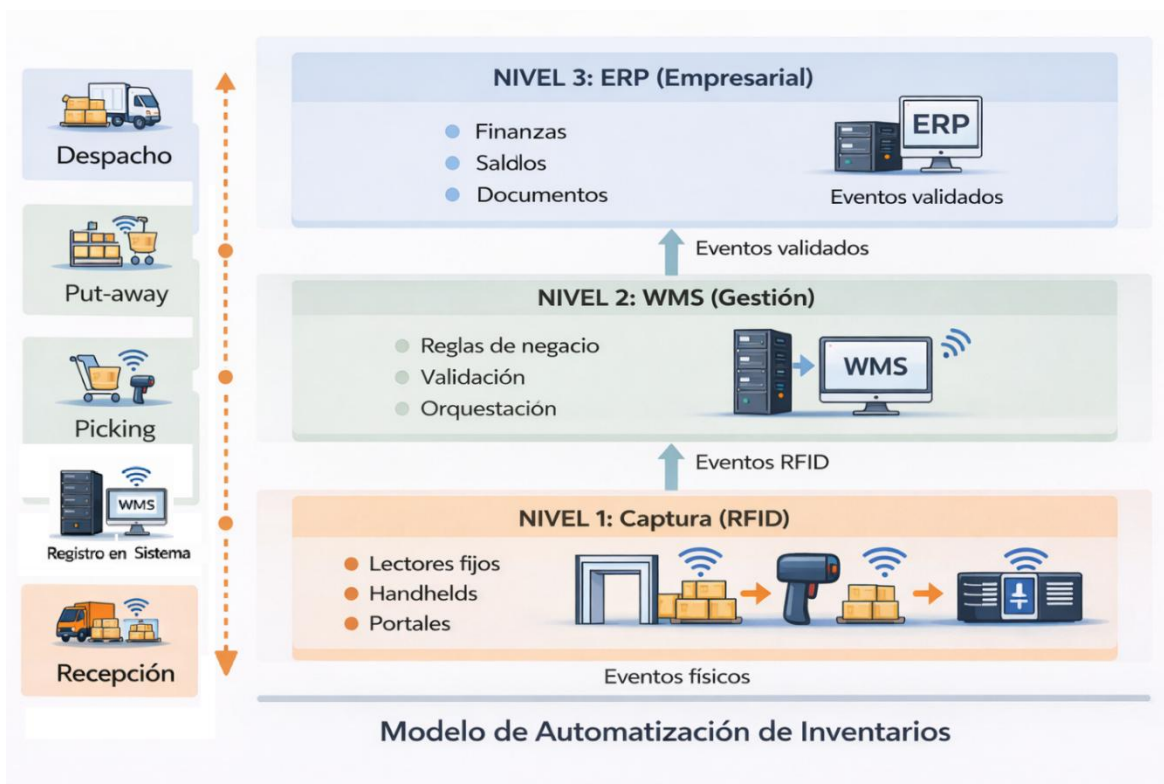 Despacho
Put-away
Picking
WMS
Registro en Sistema
Recepción
NIVEL 3: ERP (Empresarial)
Finanzas
Saldlos
Documentos
ERP
Eventos validados
Eventos validados
NIVEL 2: WMS (Gestión)
Reglas de negacio
Validación
Orquestación
WMS
Eventos RFID
NIVEL 1: Captura (RFID)
Lectores fijos
Handhelds
Portales
Eventos físicos
Modelo de Automatización de Inventarios